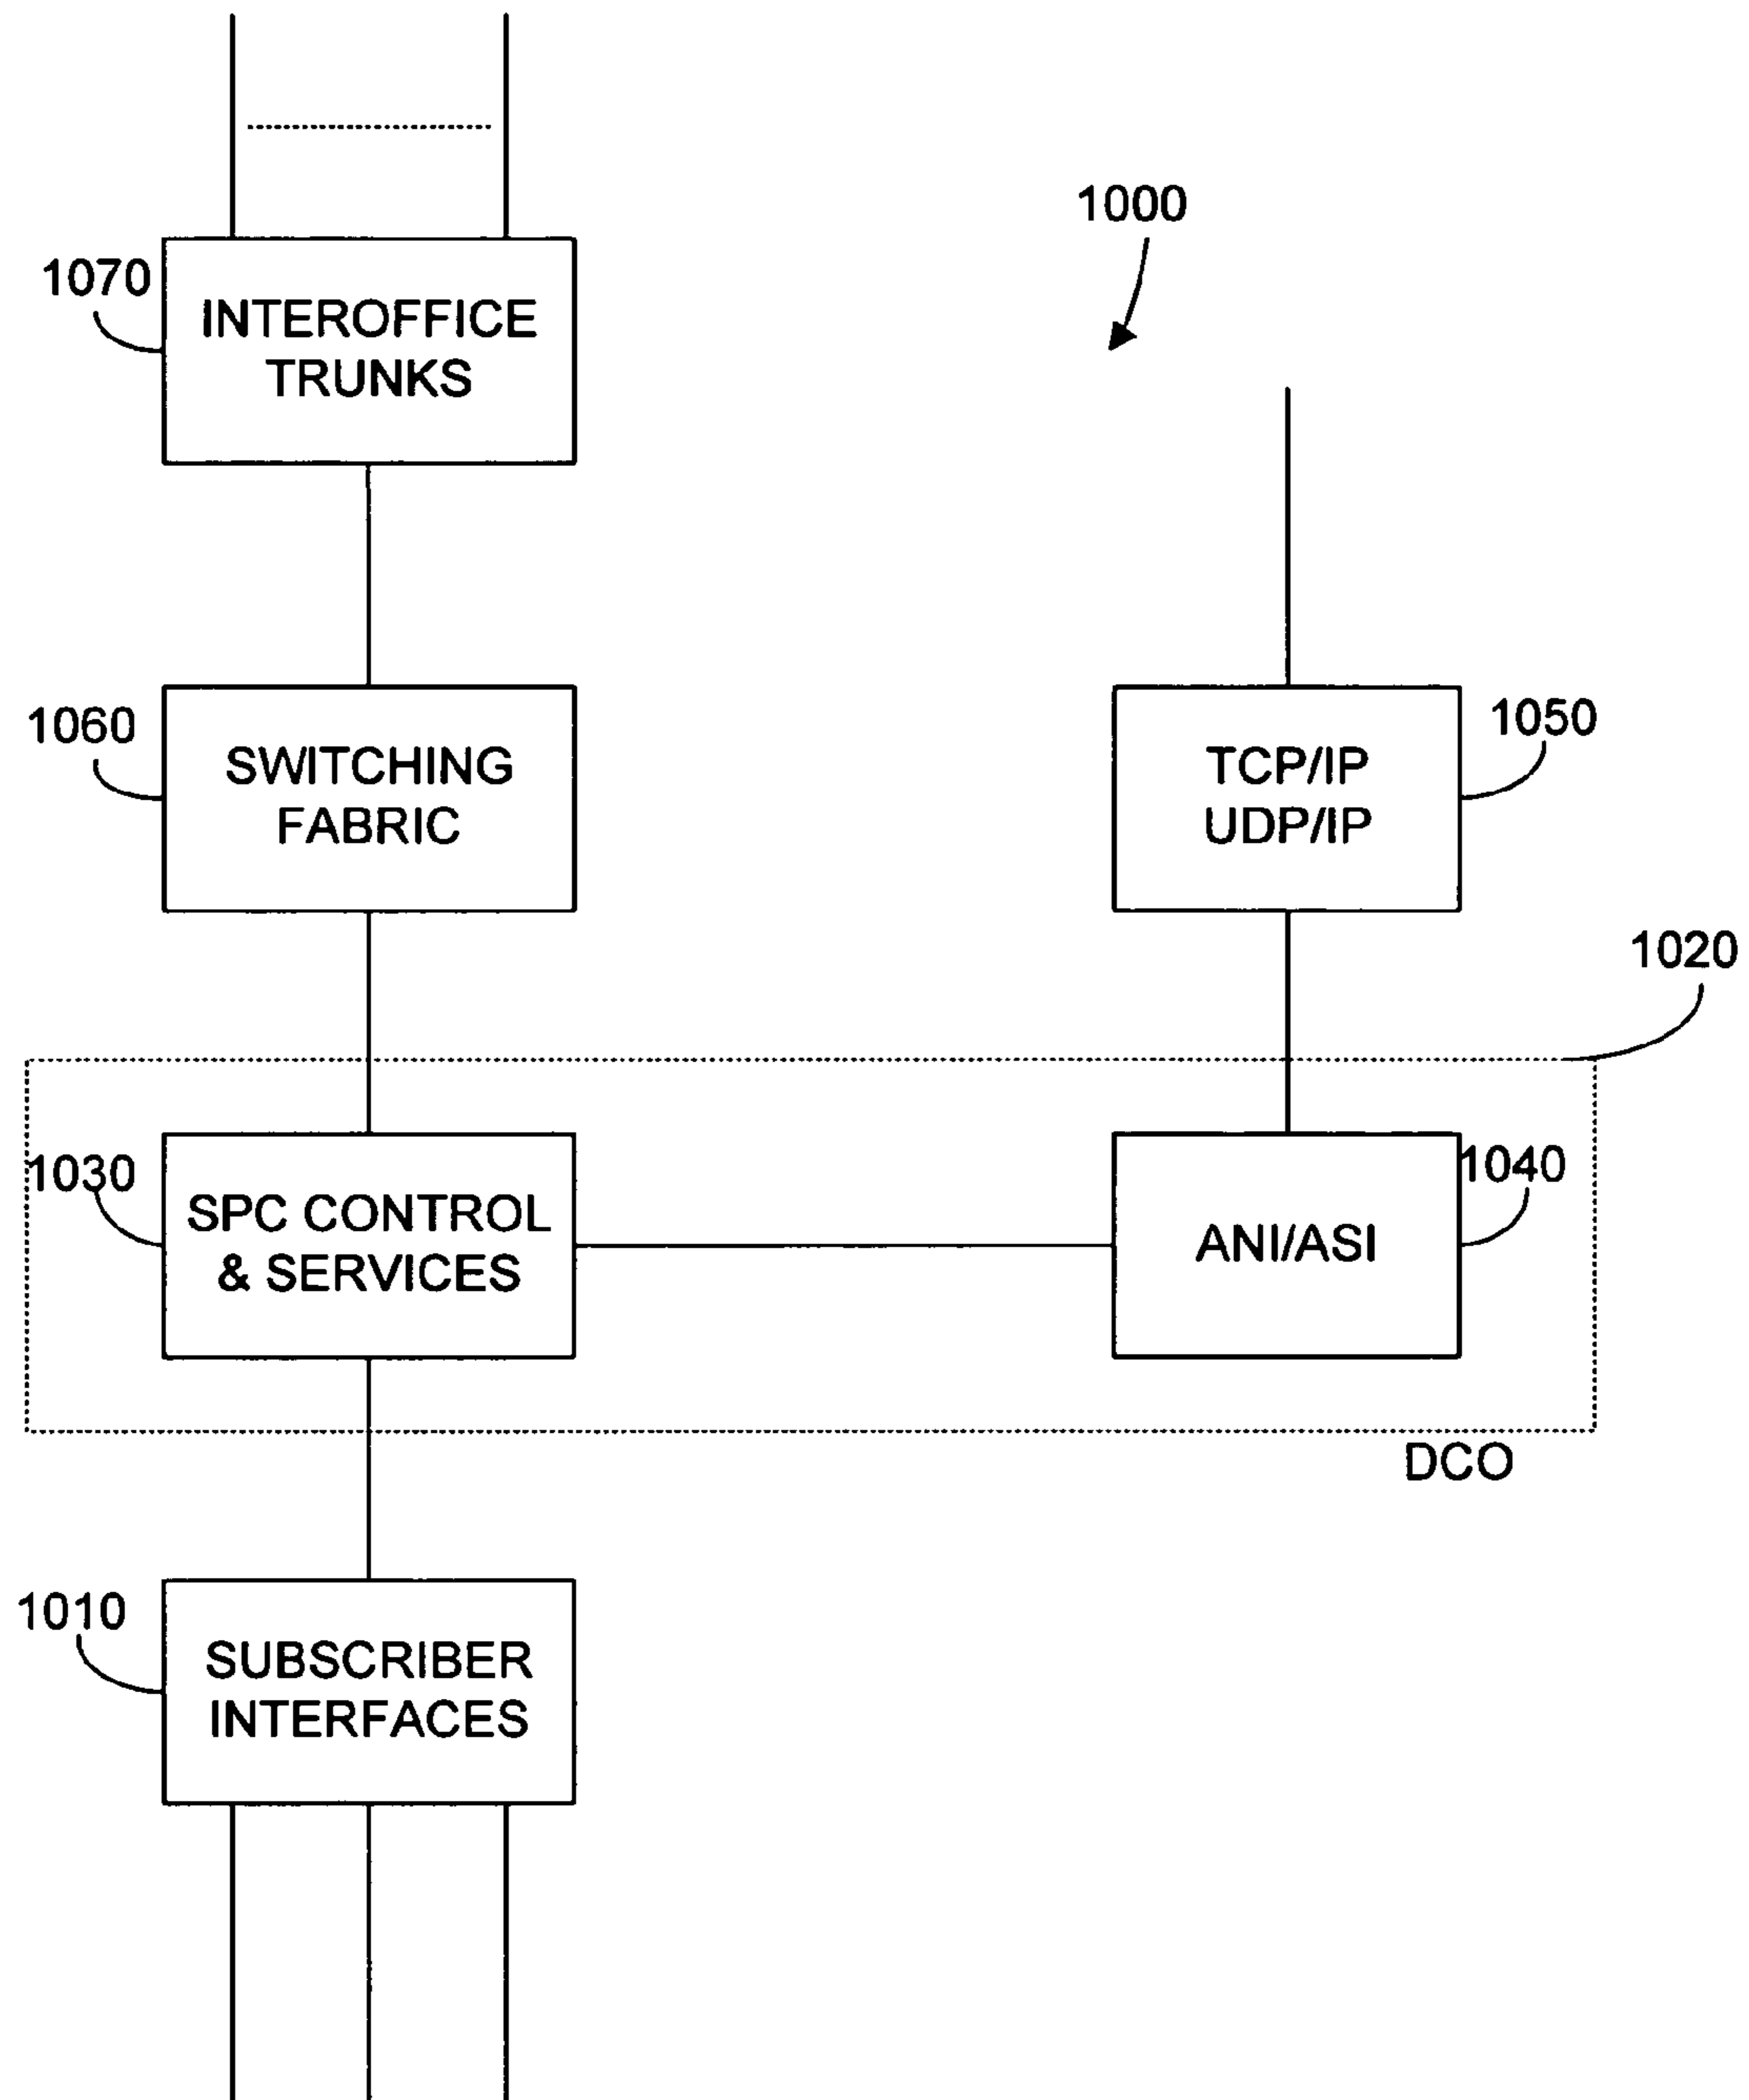 1000
1070
INTEROFFICE
TRUNKS
1060
SWITCHING
FABRIC
TCP/IP
UDP/IP
1050
1020
1030
SPC CONTROL
& SERVICES
ANI/ASI
1040
DCO
1010
SUBSCRIBER
INTERFACES